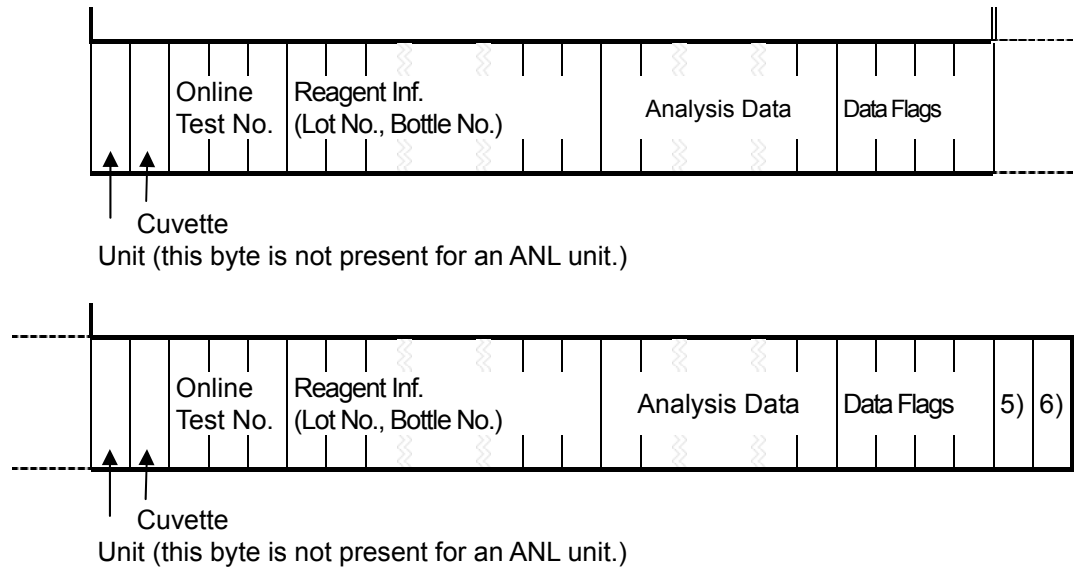 Online Reagent Inf. Analysis Data Data Flags
Test No. (Lot No., Bottle No.)
Cuvette
Unit (this byte is not present for an ANL unit.)
Online Reagent Inf. Analysis Data Data Flags 5) 6)
Test No. (Lot No., Bottle No.)
Cuvette
Unit (this byte is not present for an ANL unit.)